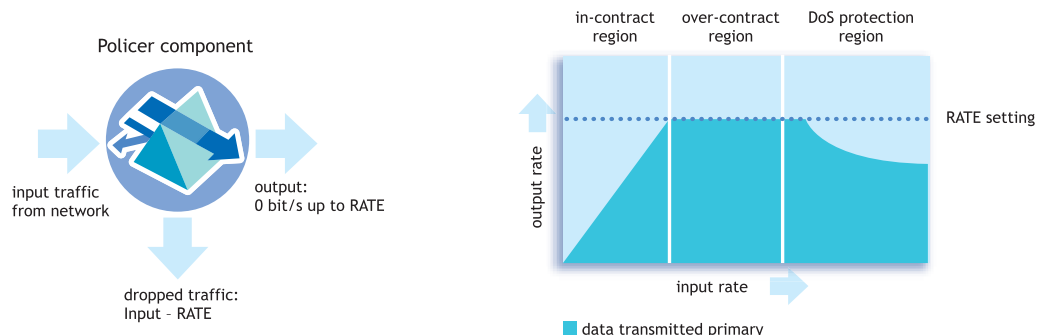 Policer component
input traffic
from network
output:
0 bit/s up to RATE
dropped traffic:
Input - RATE
in-contract
region
over-contract
region
DoS protection
region
RATE setting
output rate
input rate
data transmitted primary